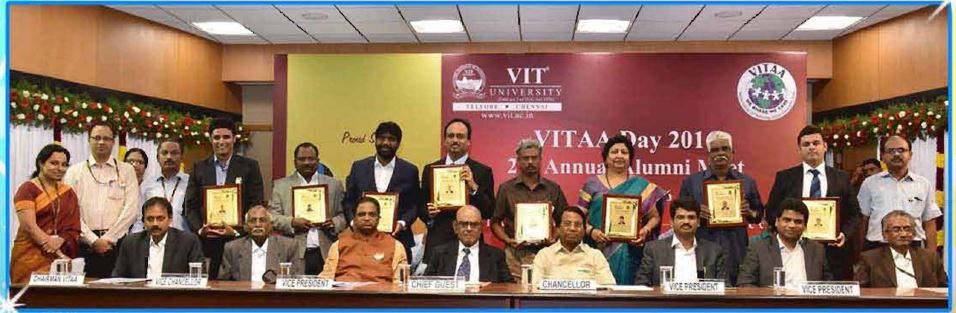 VIT
UNIVERSITY
VELLORE CHENNAI
www.vit.ac.in
VITAA
VITAA Day 201
Annua Alumni Meet
CHAIRMAN VITAA
VICE CHANCELLOR
VICE PRESIDENT
CHIEF GUEST
CHANCELLOR
VICE PRESIDENT
VICE PRESIDENT